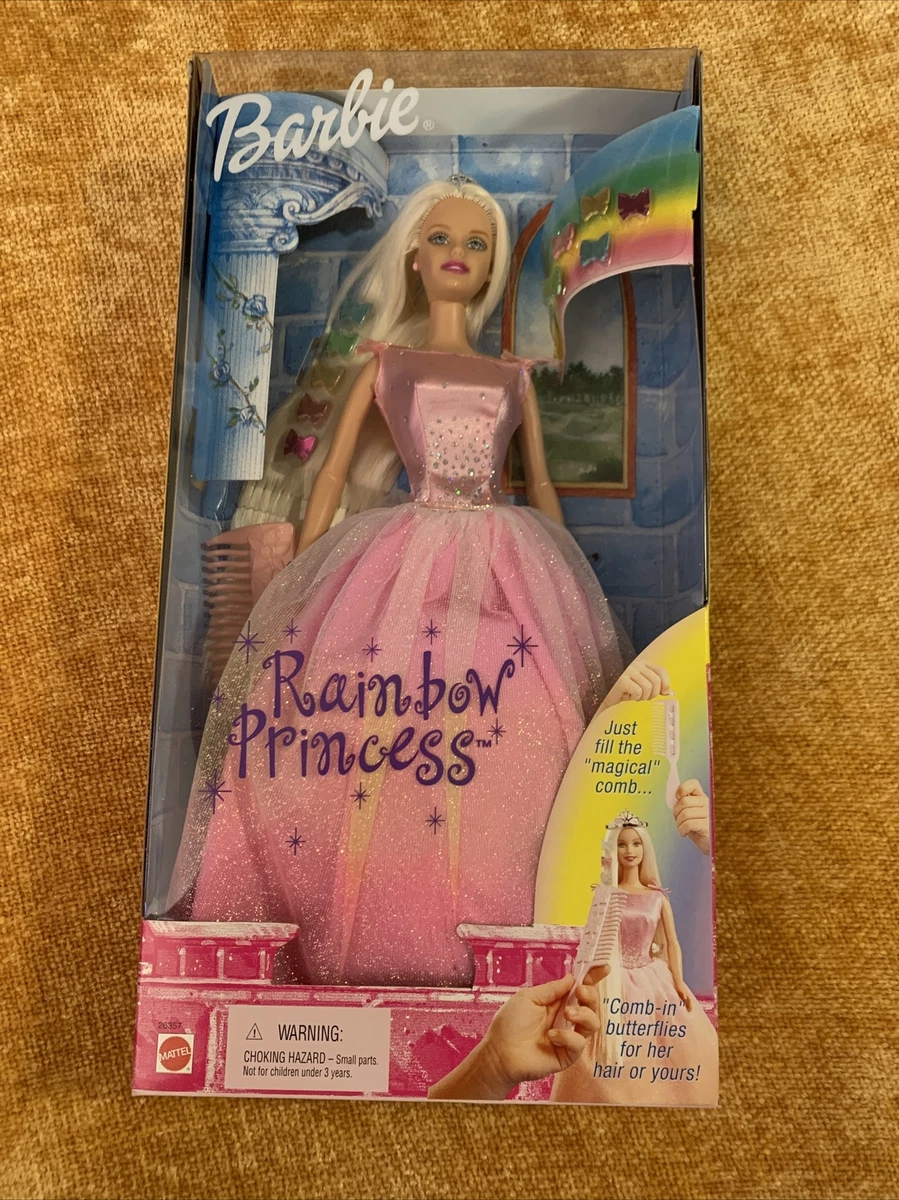 Barbie®
Rainbow
Princess™
Just
fill the
"magical"
comb...
"Comb-in"
butterflies
for her
hair or yours!
26357
MATTEL
®
⚠ WARNING:
CHOKING HAZARD – Small parts.
Not for children under 3 years.